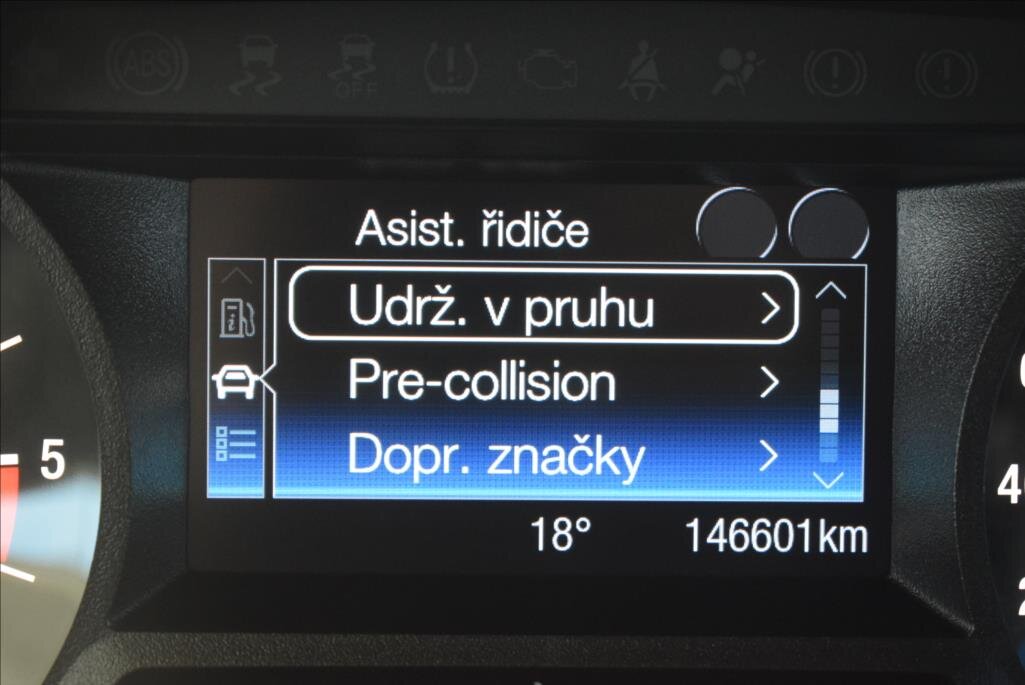 ABS
OFF
Asist. řidiče
Udrž. v pruhu
Pre-collision
Dopr. značky
5
18°
146601km